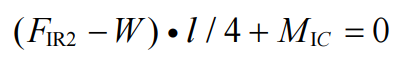 (F_IR2 − W) • l / 4 + M_IC = 0